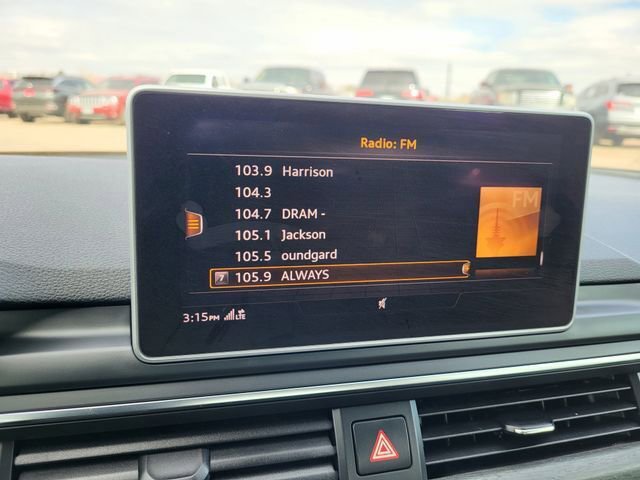 Radio: FM
103.9 Harrison
104.3
104.7 DRAM -
105.1 Jackson
105.5 oundgard
7 105.9 ALWAYS
FM
3:15PM LTE